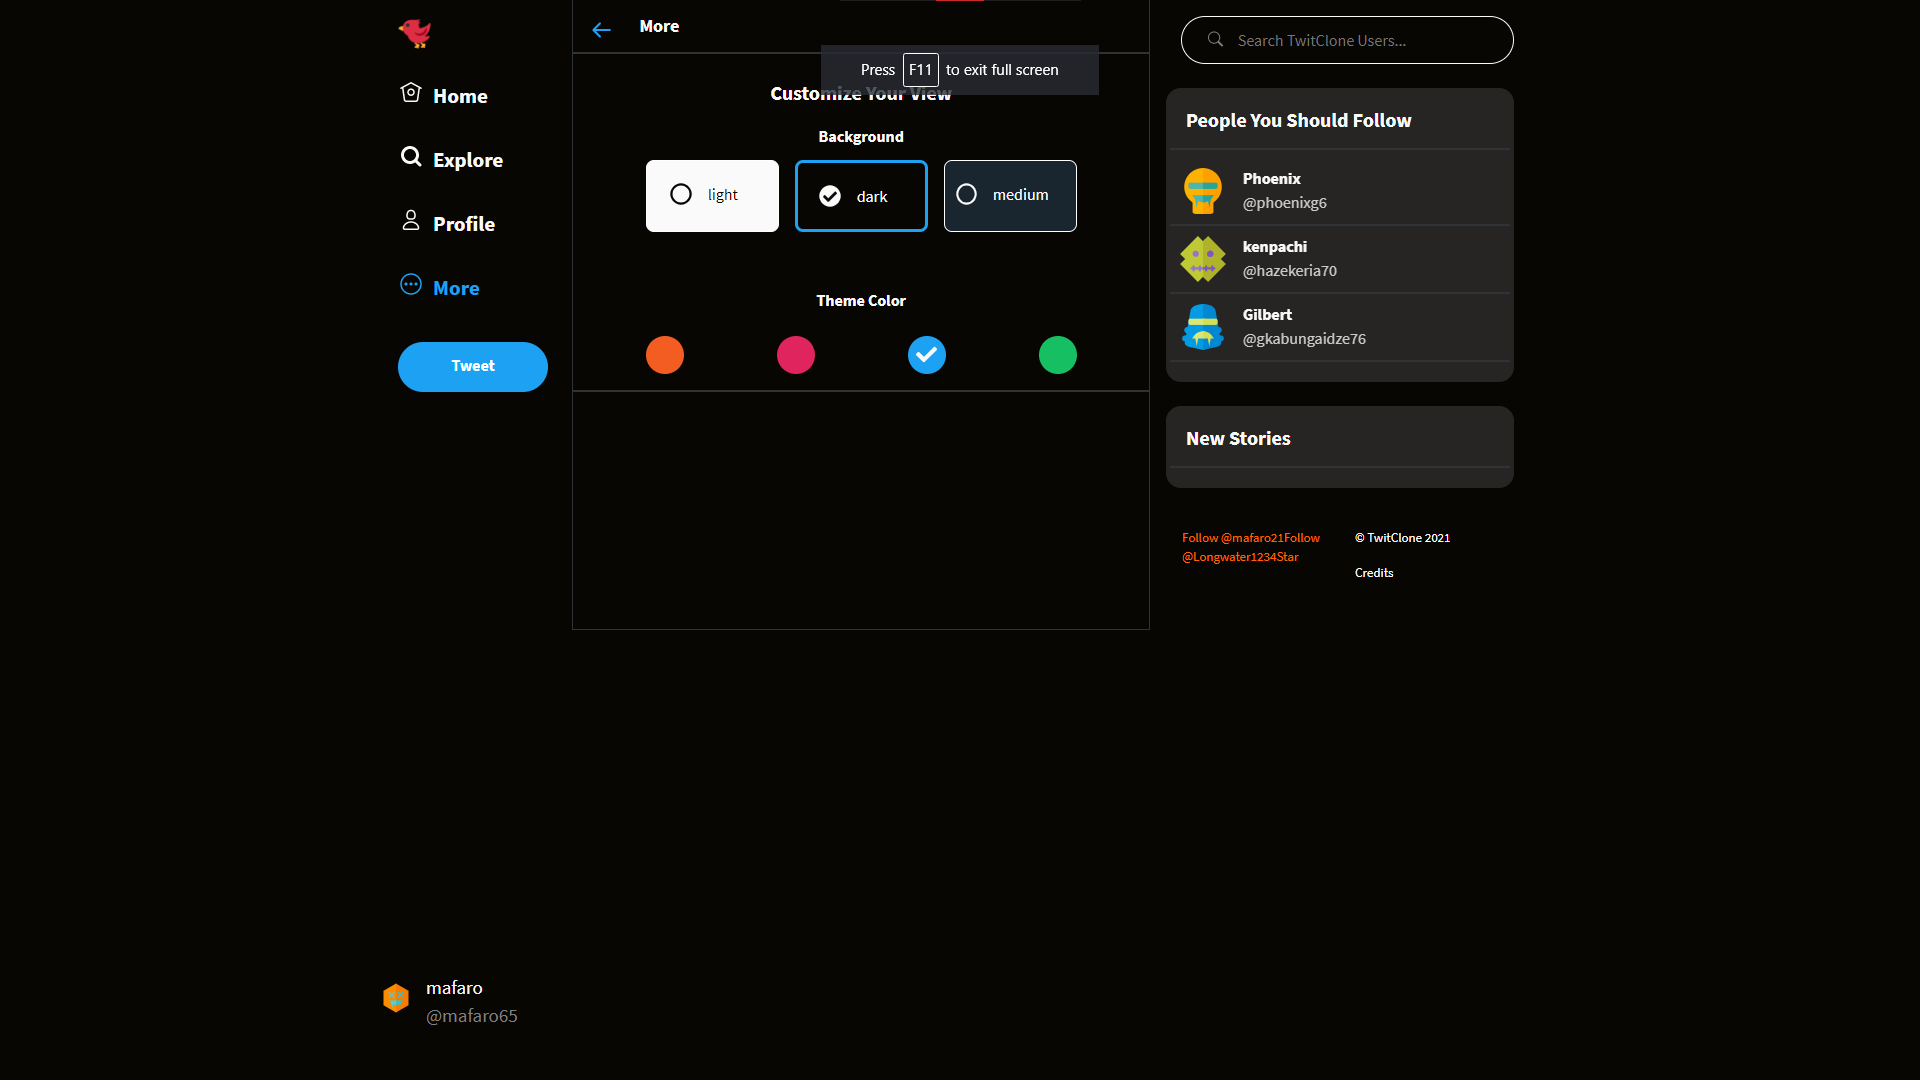 Home
Explore
Profile
More
Tweet
mafaro
@mafaro65
More
Press F11 to exit full screen
Customize Your View
Background
light
dark
medium
Theme Color
Search TwitClone Users...
People You Should Follow
Phoenix
@phoenixg6
kenpachi
@hazekeria70
Gilbert
@gkabungaidze76
New Stories
Follow @mafaro21Follow
@Longwater1234Star
© TwitClone 2021
Credits